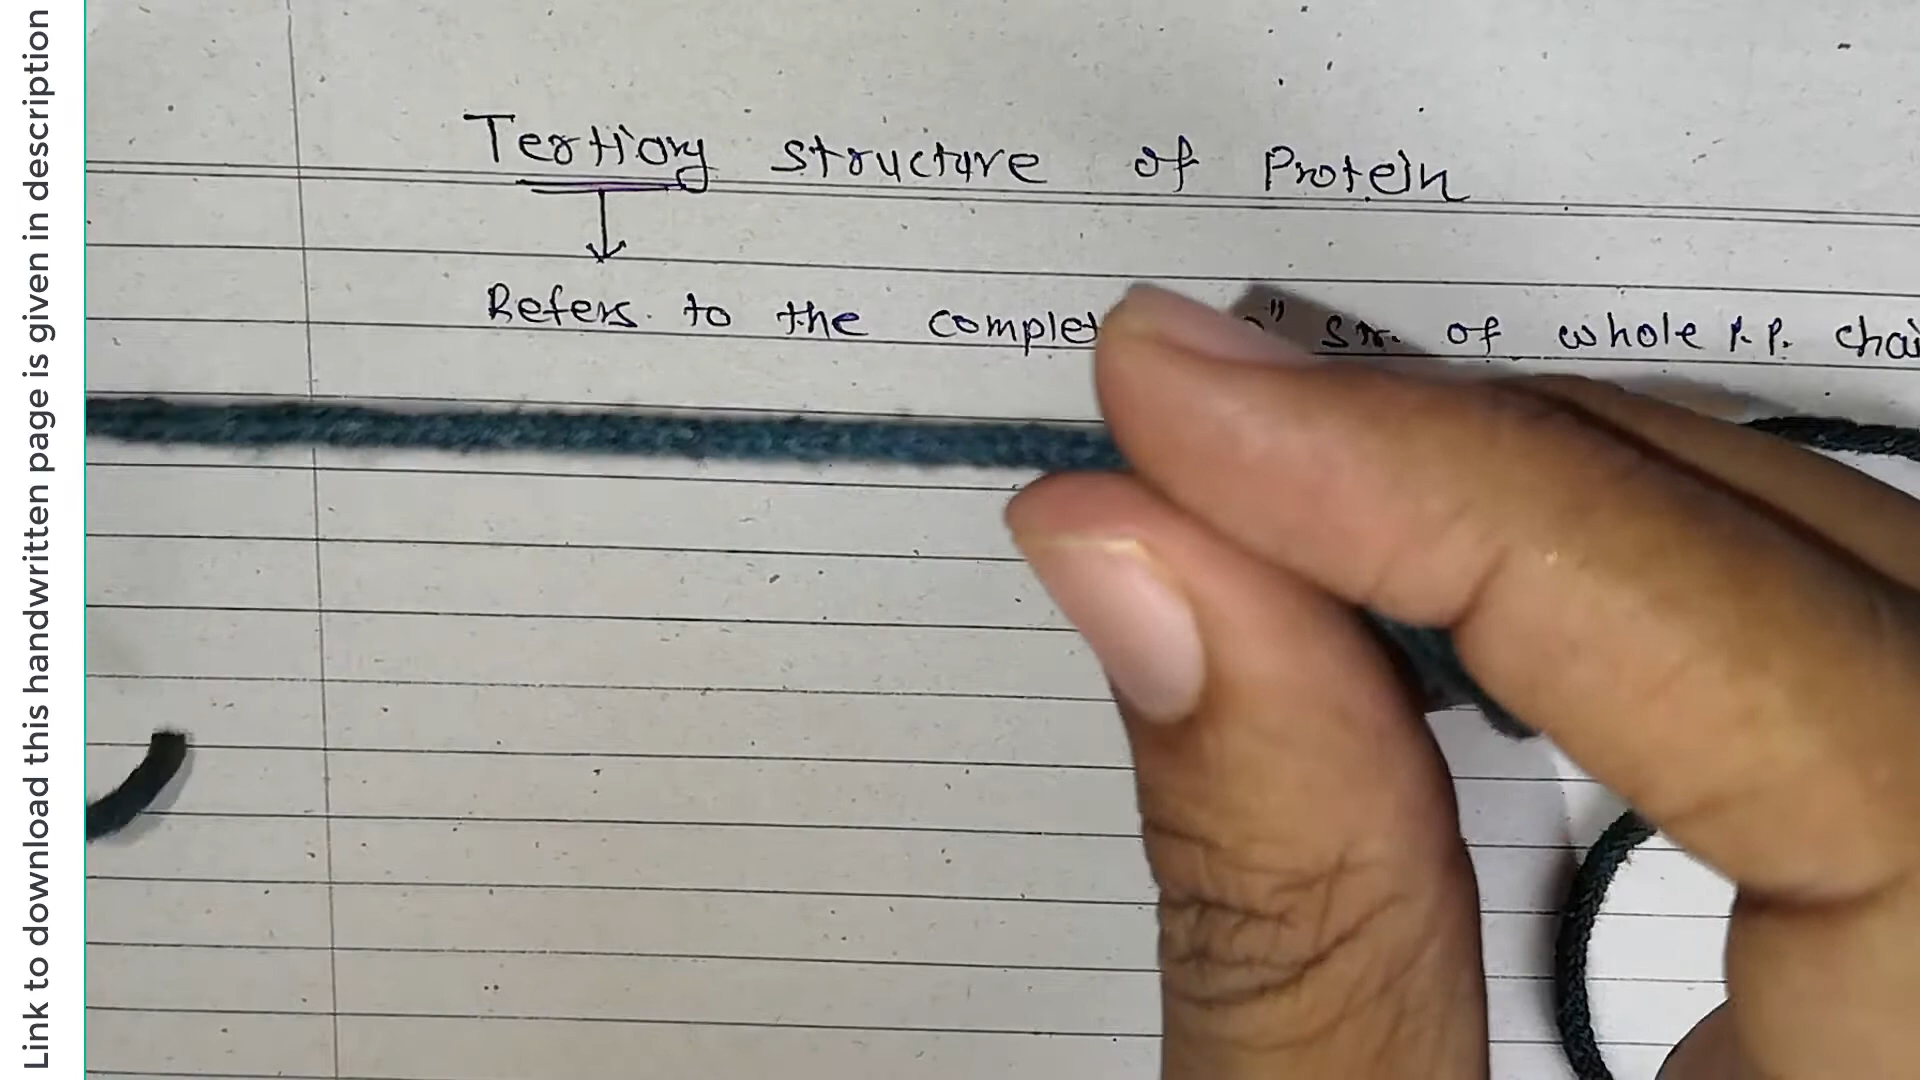 Link to download this handwritten page is given in description
Tertiary structure of Protein
Refers to the complet " str. of whole P.P. chai